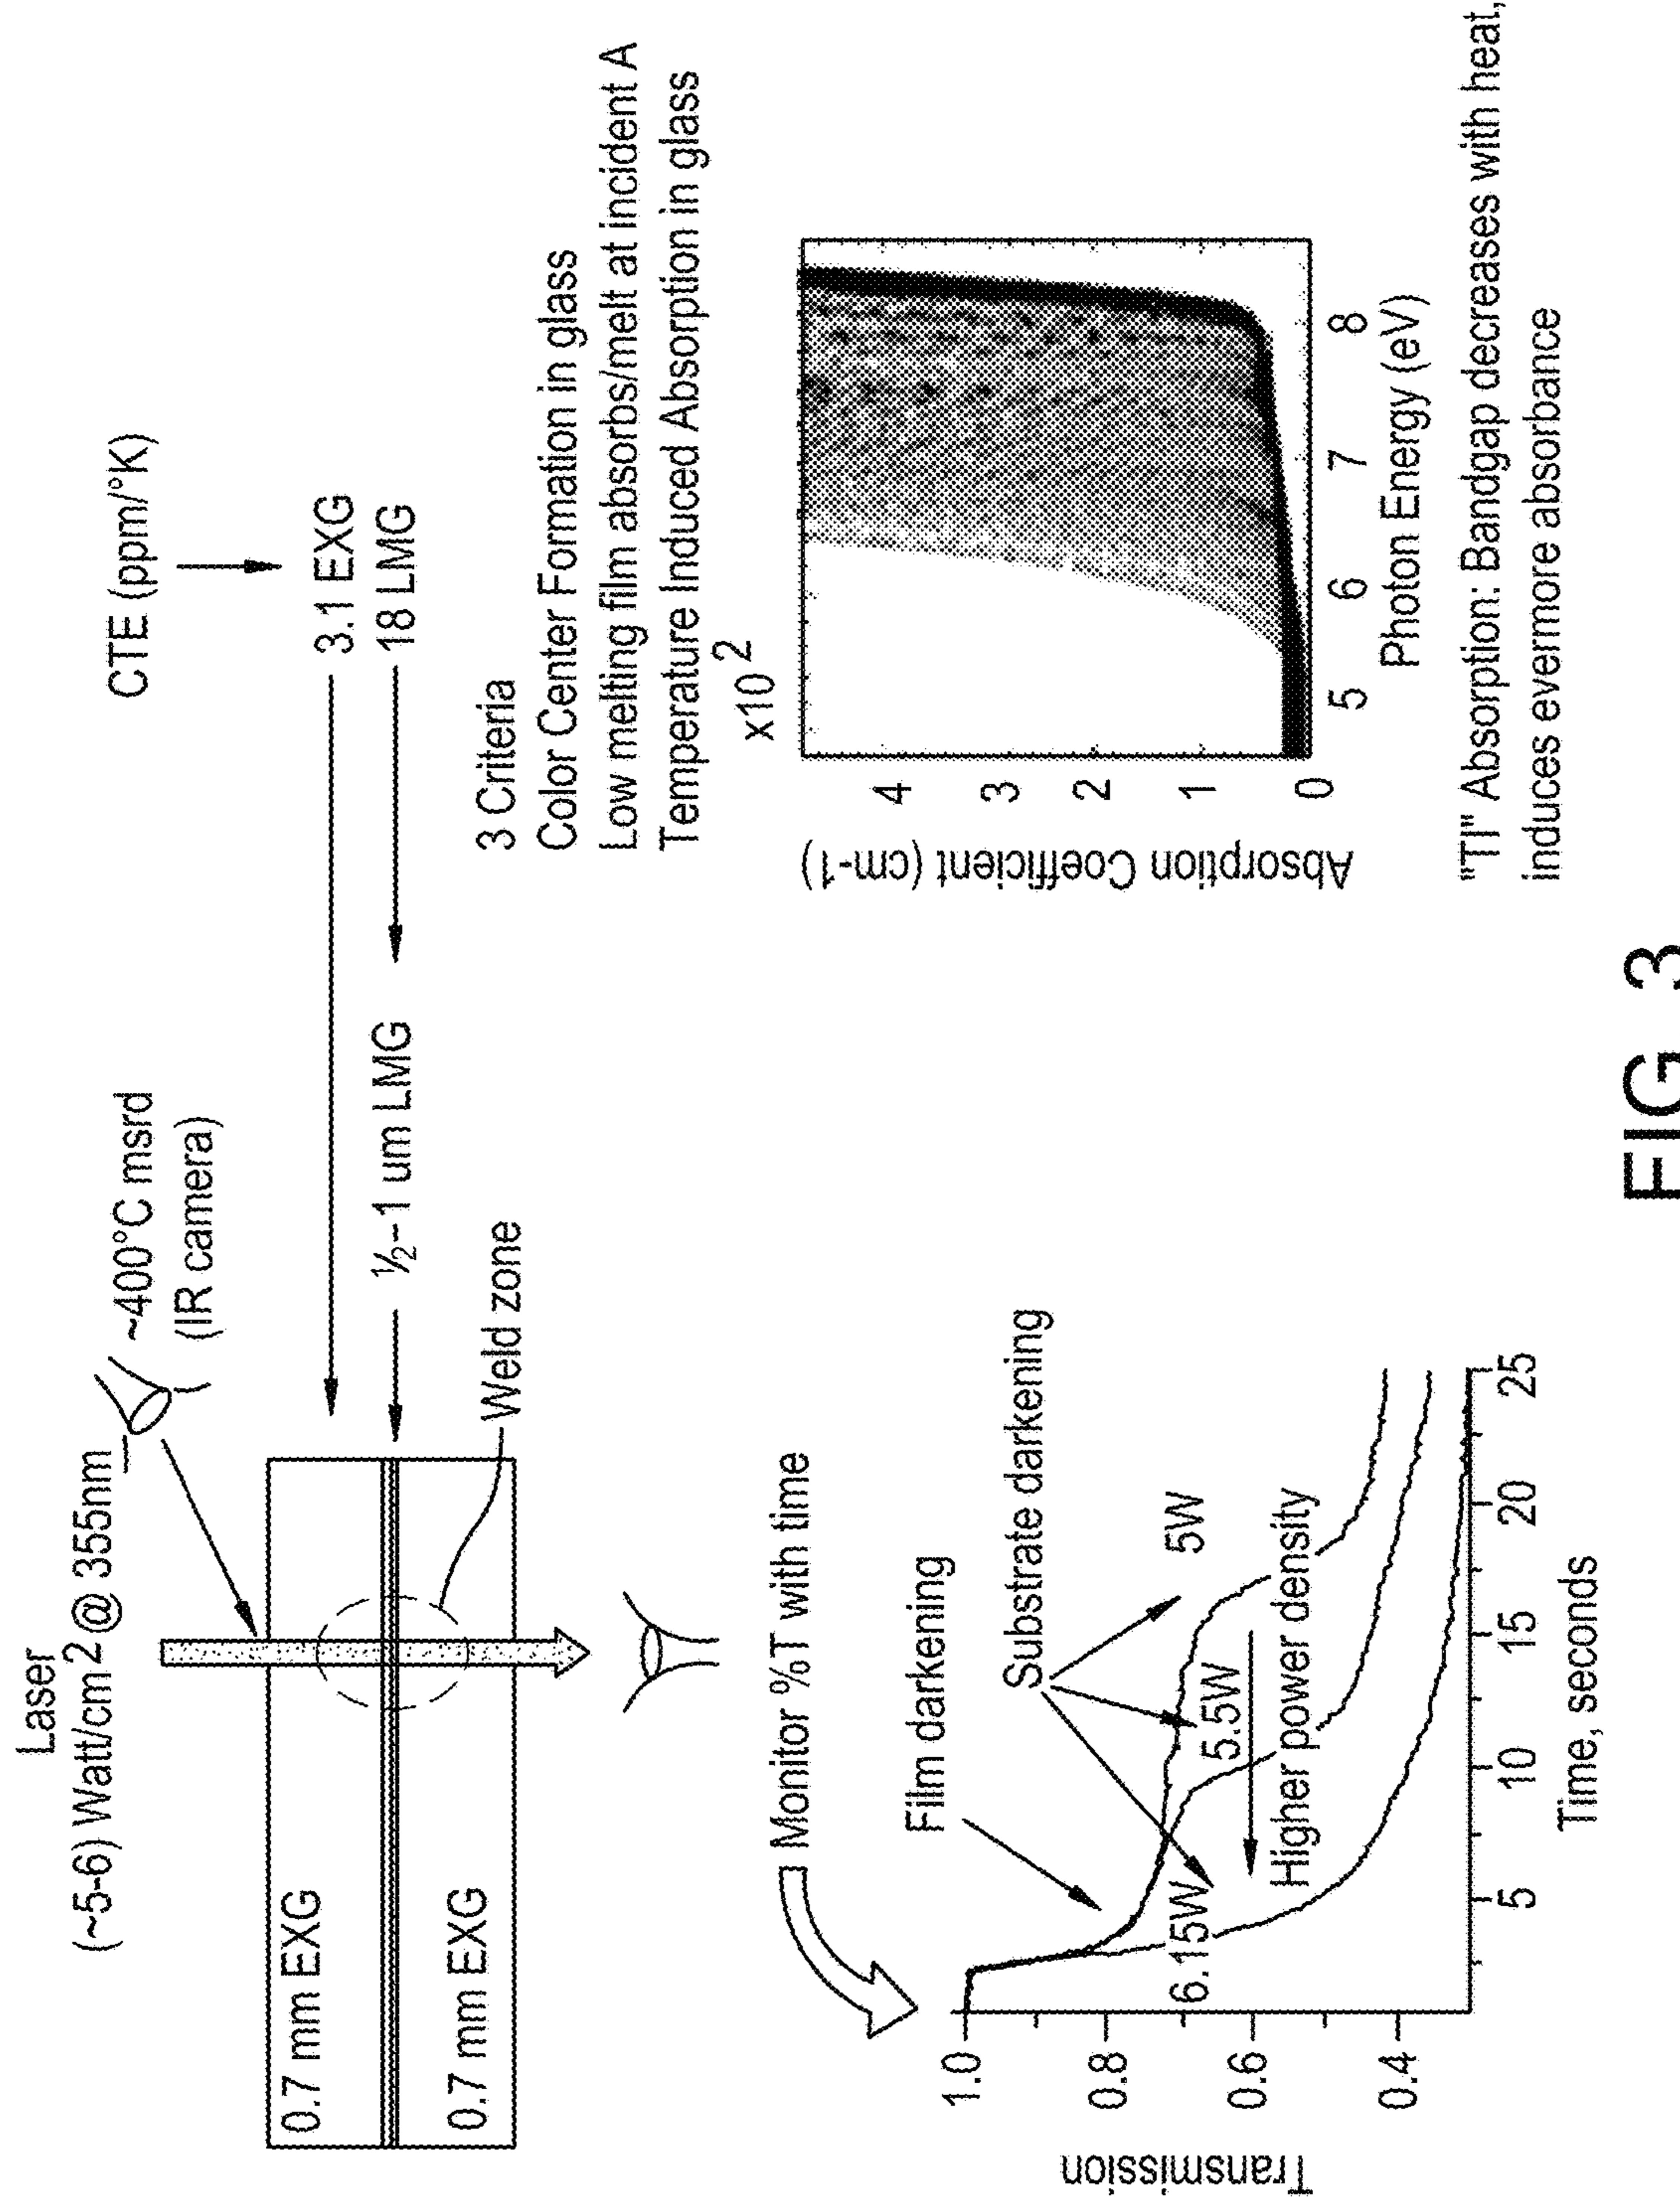 Laser
(~5-6) Watt/cm2 @ 355nm
~400°C msrd
(IR camera)
CTE (ppm/°K)
0.7 mm EXG
0.7 mm EXG
3.1 EXG
18 LMG
½-1 um LMG
Weld zone
3 Criteria
Color Center Formation in glass
Low melting film absorbs/melt at incident A
Temperature Induced Absorption in glass
Monitor %T with time
Film darkening
Substrate darkening
6.15W
5.5W
5W
Higher power density
Transmission
1.0
0.8
0.6
0.4
5
10
15
20
25
Time, seconds
x10 2
Absorption Coefficient (cm-1)
4
3
2
1
0
5
6
7
8
Photon Energy (eV)
"TI" Absorption: Bandgap decreases with heat,
induces evermore absorbance
FIG. 3